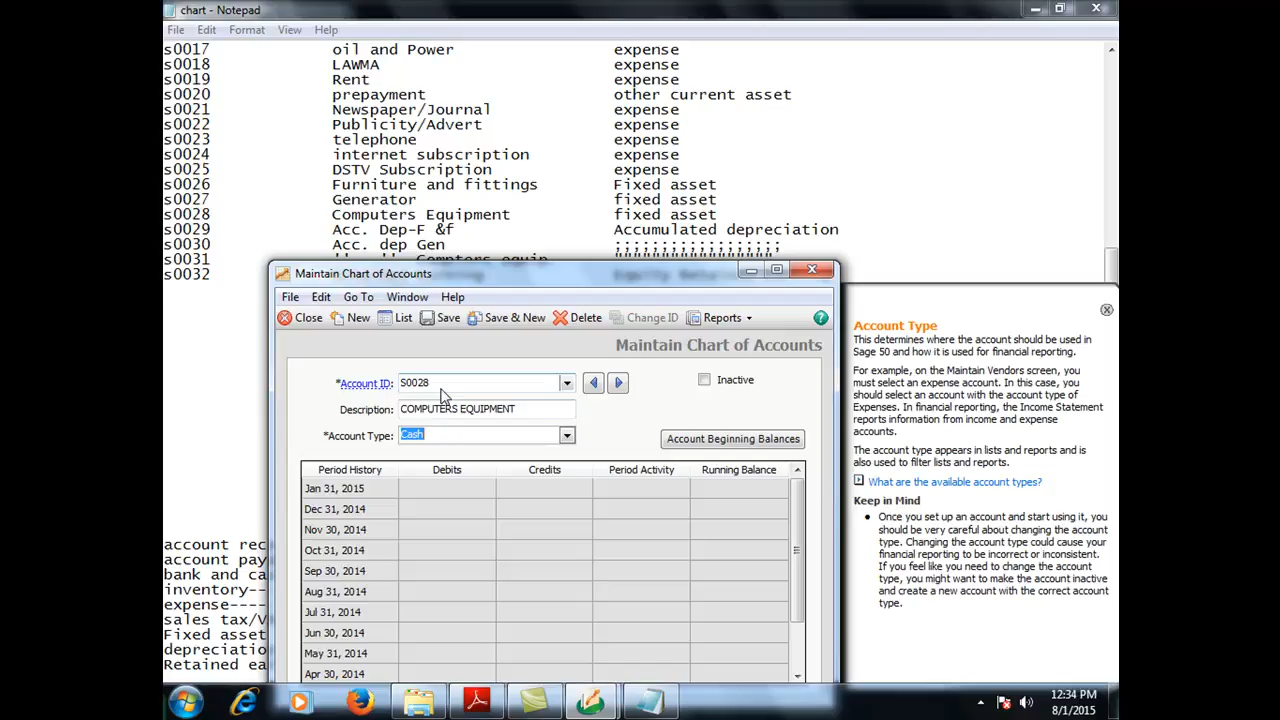 chart - Notepad
File Edit Format View Help
s0017 oil and Power expense
s0018 LAWMA expense
s0019 Rent expense
s0020 prepayment other current asset
s0021 Newspaper/Journal expense
s0022 Publicity/Advert expense
s0023 telephone expense
s0024 internet subscription expense
s0025 DSTV Subscription expense
s0026 Furniture and fittings Fixed asset
s0027 Generator fixed asset
s0028 Computers Equipment fixed asset
s0029 Acc. Dep-F &f Accumulated depreciation
s0030 Acc. dep Gen ;;;;;;;;;;;;;;;;;;
s0031
s0032
account rec
account pay
bank and ca
inventory--
expense----
sales tax/V
Fixed asset
depreciatio
Retained ea
Maintain Chart of Accounts
File Edit Go To Window Help
Close New List Save Save & New Delete Change ID Reports
Maintain Chart of Accounts
*Account ID: S0028 Inactive
Description: COMPUTERS EQUIPMENT
*Account Type: Cash Account Beginning Balances
Period History Debits Credits Period Activity Running Balance
Jan 31, 2015
Dec 31, 2014
Nov 30, 2014
Oct 31, 2014
Sep 30, 2014
Aug 31, 2014
Jul 31, 2014
Jun 30, 2014
May 31, 2014
Apr 30, 2014
Account Type
This determines where the account should be used in
Sage 50 and how it is used for financial reporting.
For example, on the Maintain Vendors screen, you
must select an expense account. In this case, you
should select an account with the account type of
Expenses. In financial reporting, the Income Statement
reports information from income and expense
accounts.
The account type appears in lists and reports and is
also used to filter lists and reports.
What are the available account types?
Keep in Mind
• Once you set up an account and start using it, you
should be very careful about changing the account
type. Changing the account type could cause your
financial reporting to be incorrect or inconsistent.
If you feel like you need to change the account
type, you might want to make the account inactive
and create a new account with the correct account
type.
12:34 PM
8/1/2015